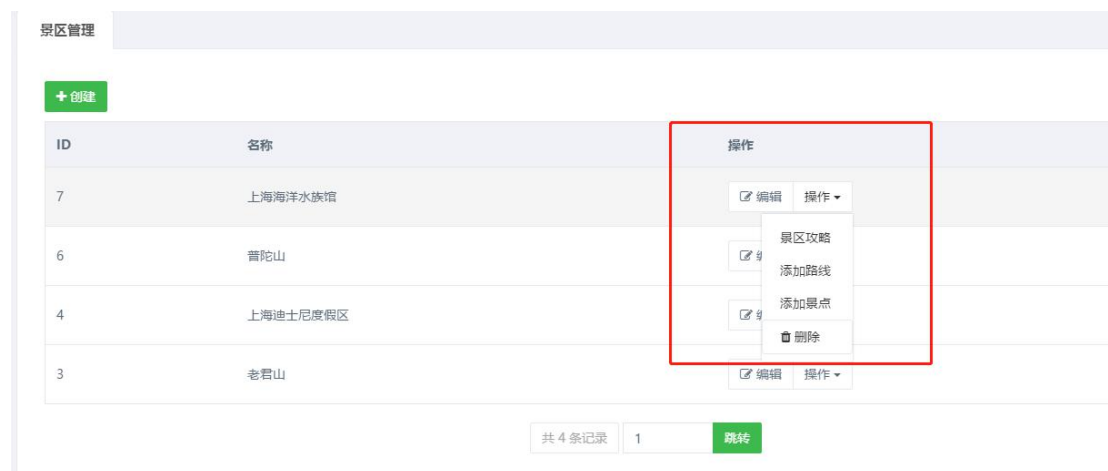 景区管理
+ 创建
ID 名称 操作
7 上海海洋水族馆 编辑 操作
景区攻略
6 普陀山
添加路线
添加景点
4 上海迪士尼度假区
删除
3 老君山 编辑 操作
共 4 条记录 1 跳转